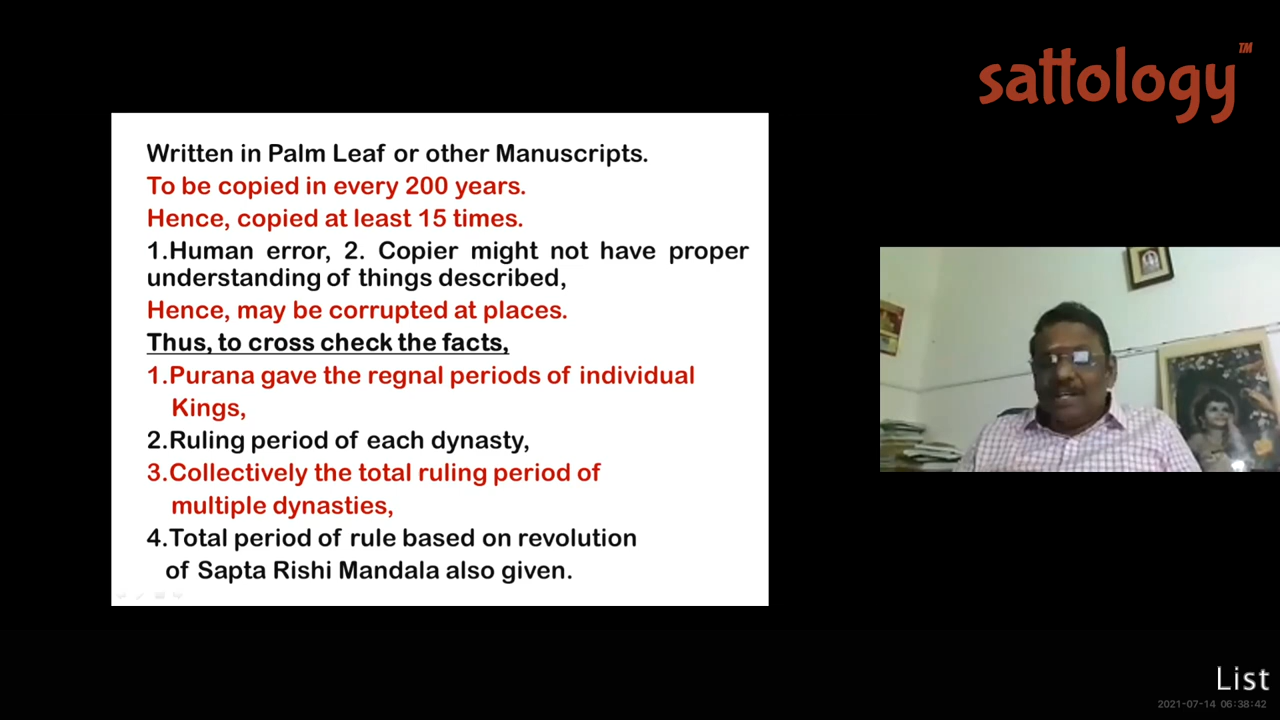 sattology™
Written in Palm Leaf or other Manuscripts.
To be copied in every 200 years.
Hence, copied at least 15 times.
1.Human error, 2. Copier might not have proper
understanding of things described,
Hence, may be corrupted at places.
Thus, to cross check the facts,
1.Purana gave the regnal periods of individual
Kings,
2.Ruling period of each dynasty,
3.Collectively the total ruling period of
multiple dynasties,
4.Total period of rule based on revolution
of Sapta Rishi Mandala also given.
List
2021-07-14 06:38:42